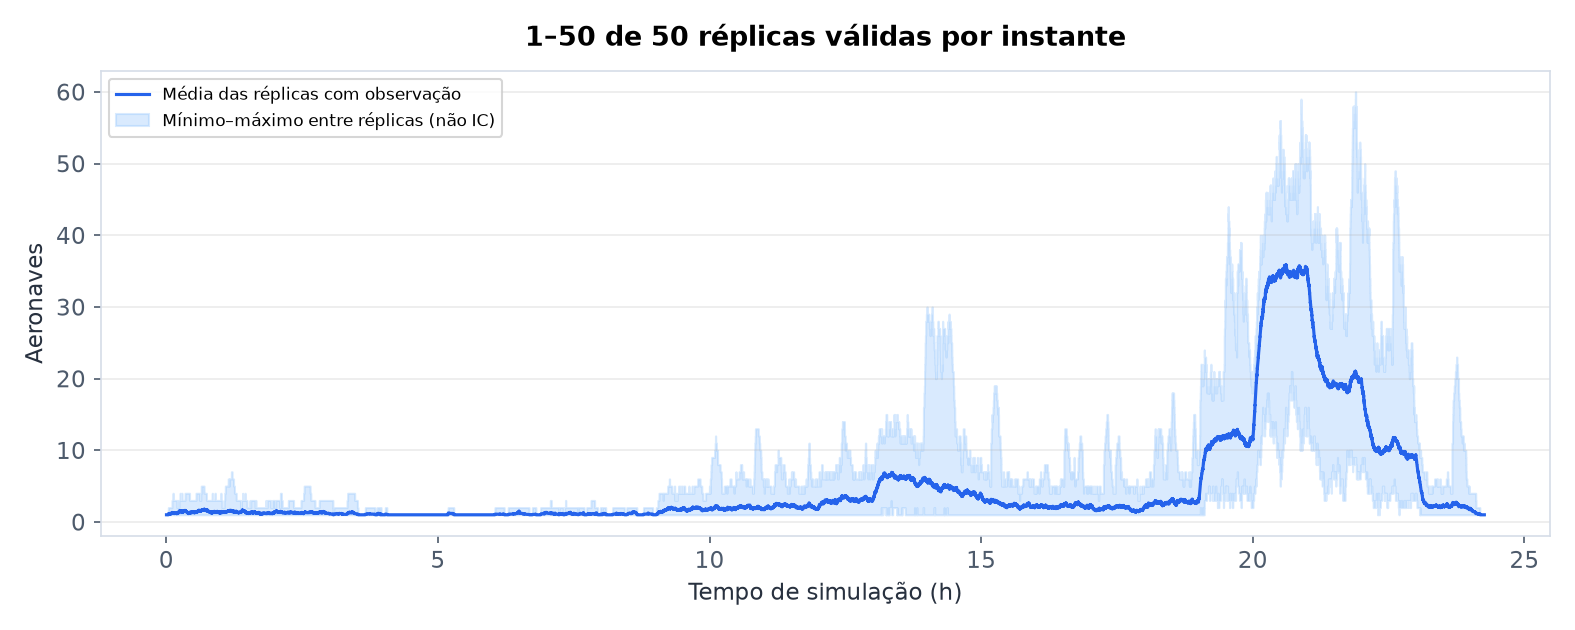 1–50 de 50 réplicas válidas por instante
Média das réplicas com observação
Mínimo–máximo entre réplicas (não IC)
Aeronaves
60
50
40
30
20
10
0
0 5 10 15 20 25
Tempo de simulação (h)